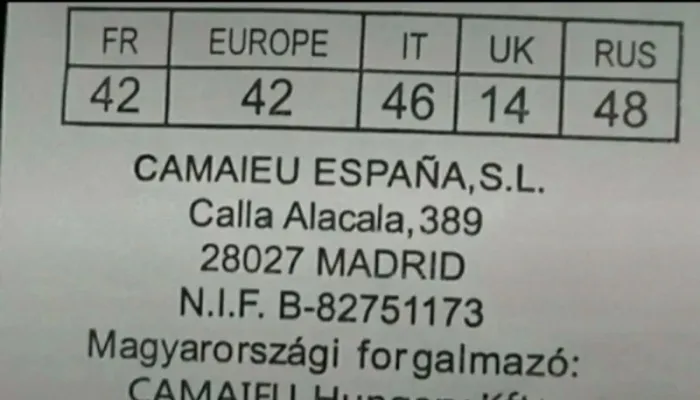 FR EUROPE IT UK RUS
42 42 46 14 48
CAMAIEU ESPAÑA,S.L.
Calla Alacala,389
28027 MADRID
N.I.F. B-82751173
Magyarországi forgalmazó:
CAMAIEU